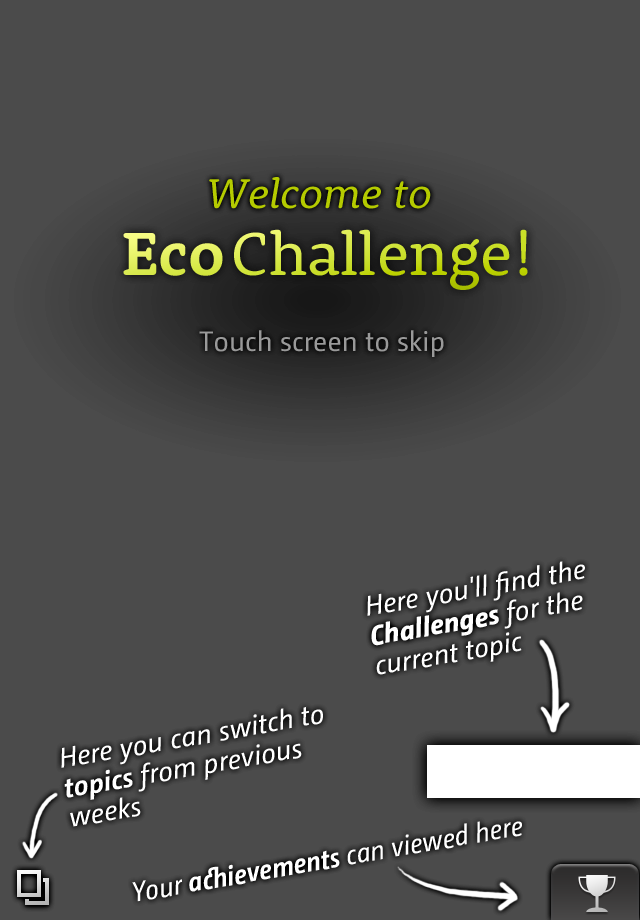 Welcome to
EcoChallenge!
Touch screen to skip
Here you'll find the
Challenges for the
current topic
Here you can switch to
topics from previous
weeks
Your achievements can viewed here